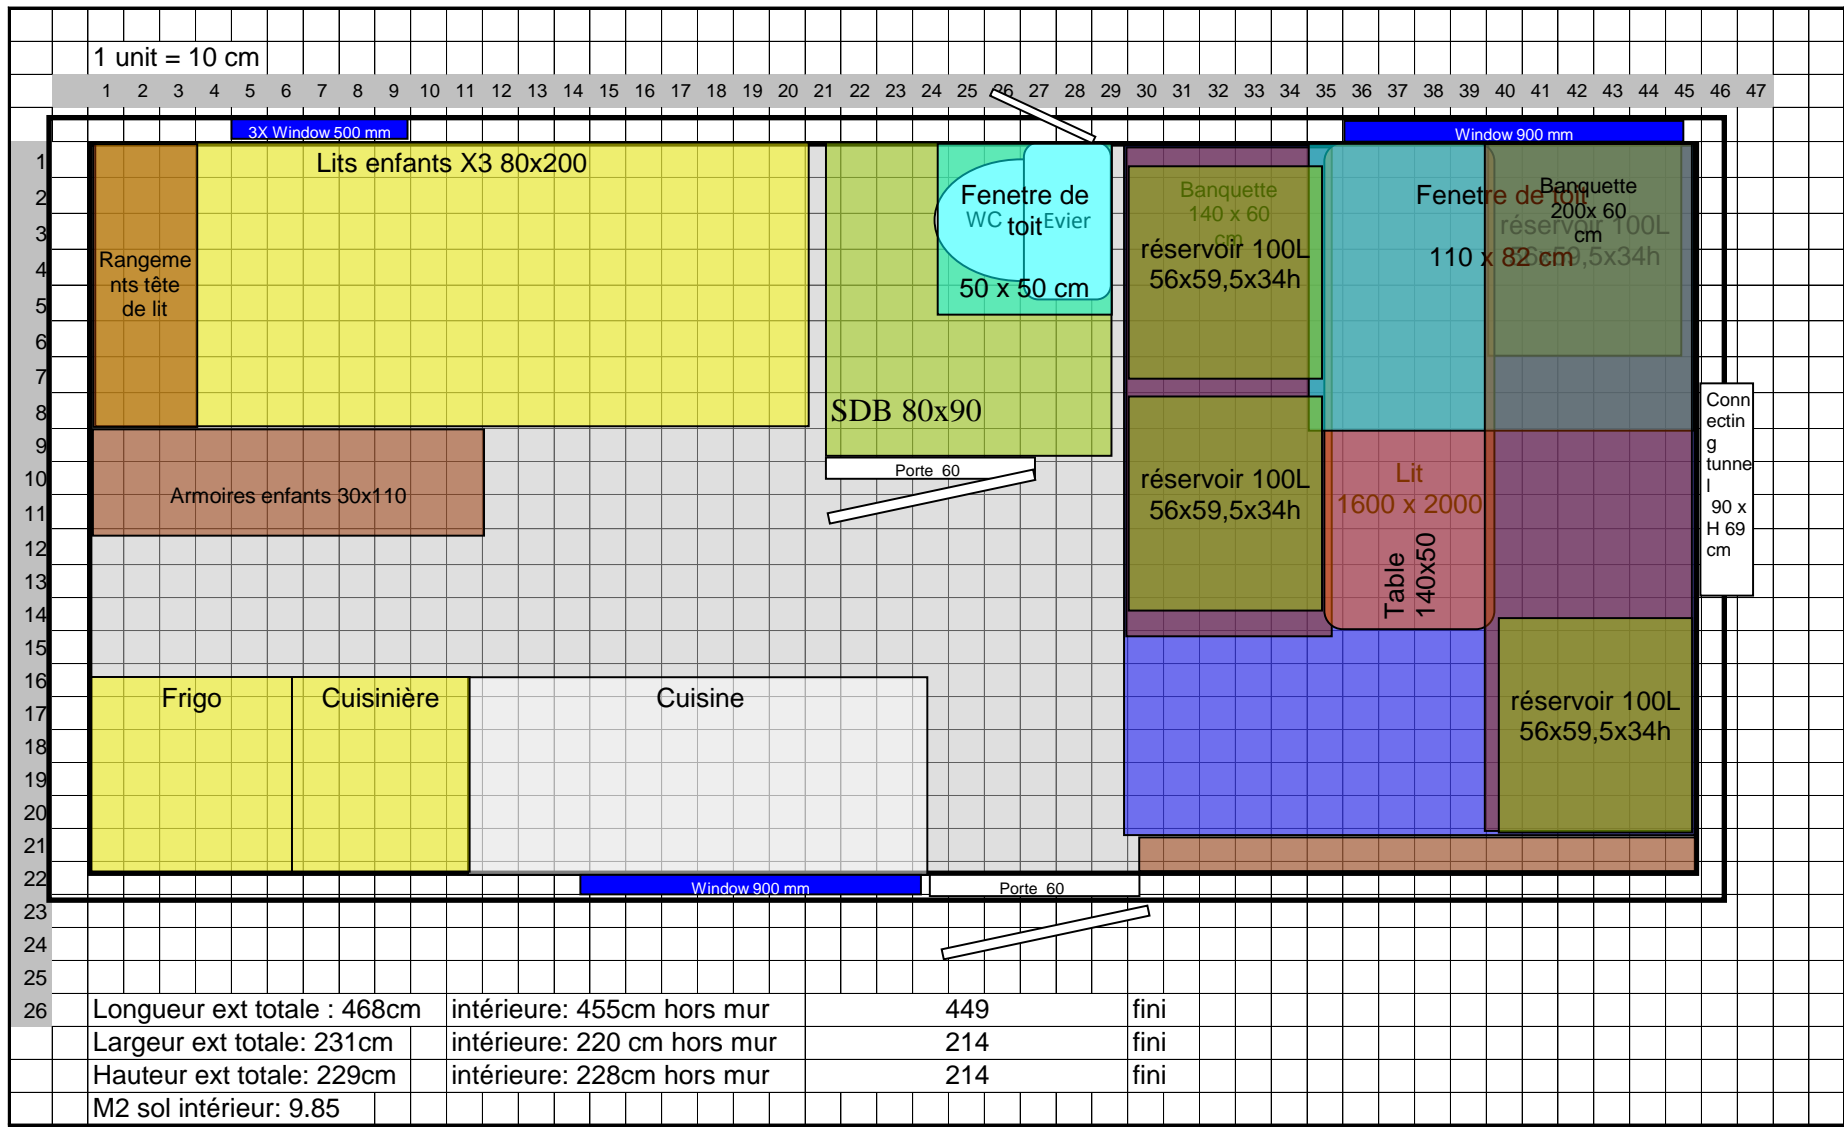 1 unit = 10 cm
1 2 3 4 5 6 7 8 9 10 11 12 13 14 15 16 17 18 19 20 21 22 23 24 25 26 27 28 29 30 31 32 33 34 35 36 37 38 39 40 41 42 43 44 45 46 47
3X Window 500 mm
Window 900 mm
1
2
3
4
5
6
7
8
9
10
11
12
13
14
15
16
17
18
19
20
21
22
23
24
25
26
Lits enfants X3 80x200
Rangeme
nts tête
de lit
Armoires enfants 30x110
Fenetre de
toit
50 x 50 cm
WC
Evier
SDB 80x90
Porte 60
Banquette
140 x 60
cm
réservoir 100L
56x59,5x34h
réservoir 100L
56x59,5x34h
Fenetre de toit
110 x 82 cm
Banquette
200x 60
cm
réservoir 100L
56x59,5x34h
Lit
1600 x 2000
Table
140x50
réservoir 100L
56x59,5x34h
Conn
ectin
g
tunne
l
90 x
H 69
cm
Frigo
Cuisinière
Cuisine
Window 900 mm
Porte 60
Longueur ext totale : 468cm intérieure: 455cm hors mur 449 fini
Largeur ext totale: 231cm intérieure: 220 cm hors mur 214 fini
Hauteur ext totale: 229cm intérieure: 228cm hors mur 214 fini
M2 sol intérieur: 9.85